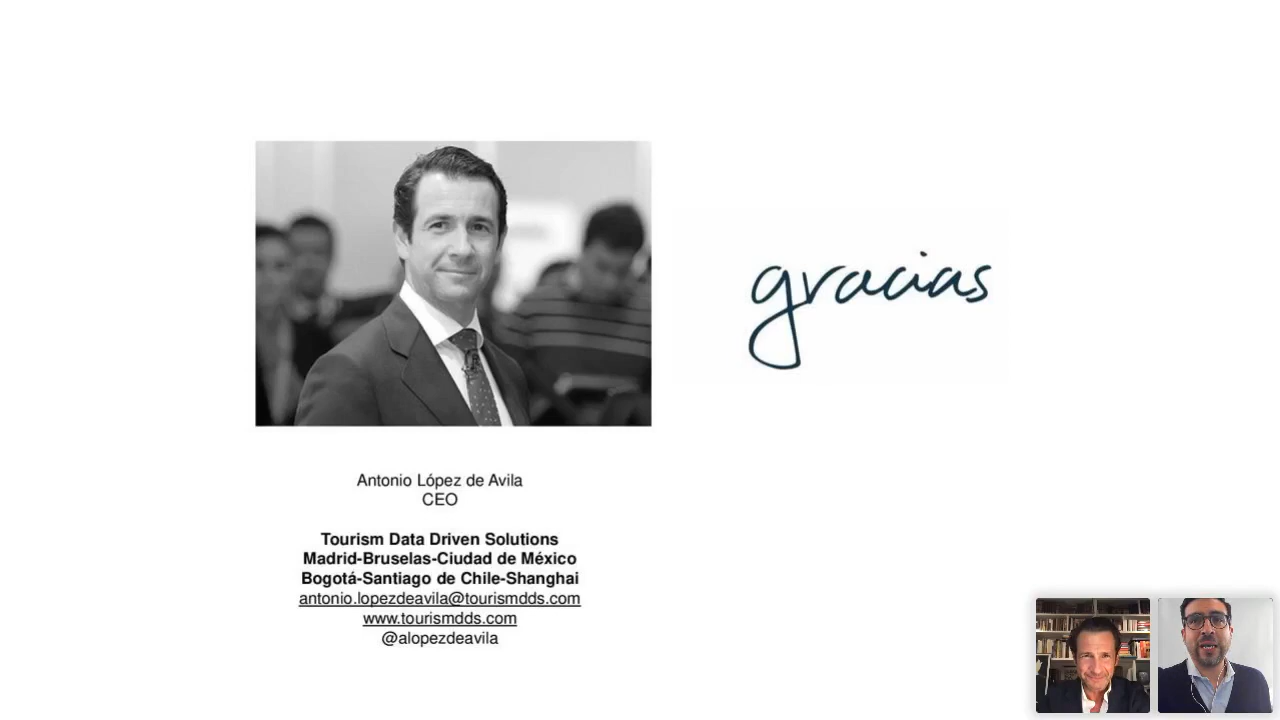 gracias
Antonio López de Avila
CEO
Tourism Data Driven Solutions
Madrid-Bruselas-Ciudad de México
Bogotá-Santiago de Chile-Shanghai
antonio.lopezdeavila@tourismdds.com
www.tourismdds.com
@alopezdeavila